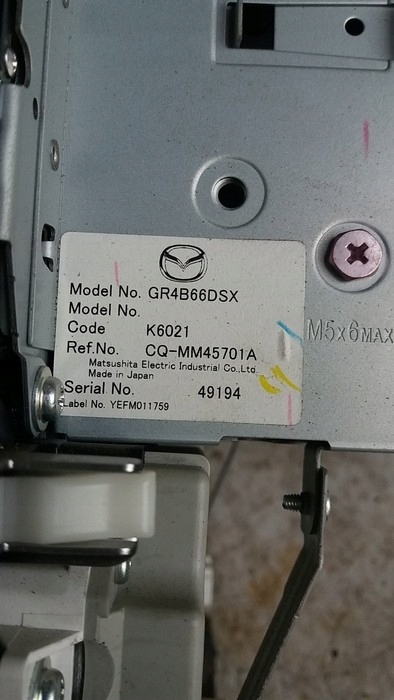 Model No. GR4B66DSX
Model No.
Code K6021
Ref.No. CQ-MM45701A
Matsushita Electric Industrial Co.,Ltd.
Made in Japan
Serial No. 49194
Label No. YEFM011759
M5x6MAX